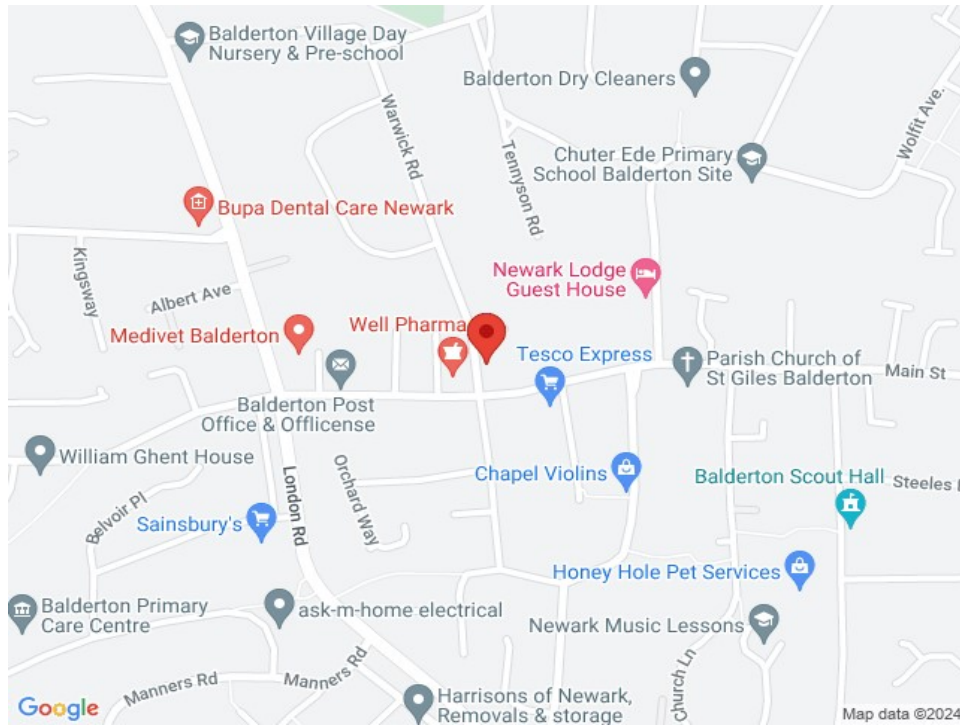 Balderton Village Day
Nursery & Pre-school
Balderton Dry Cleaners
Wolfit Ave.
Warwick Rd
Tennyson Rd
Chuter Ede Primary
School Balderton Site
Bupa Dental Care Newark
Kingsway
Albert Ave
Newark Lodge
Guest House
Medivet Balderton
Well Pharma
Tesco Express
Parish Church of
St Giles Balderton
Main St
Balderton Post
Office & Offlicense
William Ghent House
London Rd
Orchard Way
Chapel Violins
Balderton Scout Hall
Steeles
Belvoir Pl
Sainsbury's
Honey Hole Pet Services
Balderton Primary
Care Centre
ask-m-home electrical
Newark Music Lessons
Church Ln
Manners Rd
Manners Rd
Harrisons of Newark,
Removals & storage
Google
Map data ©2024